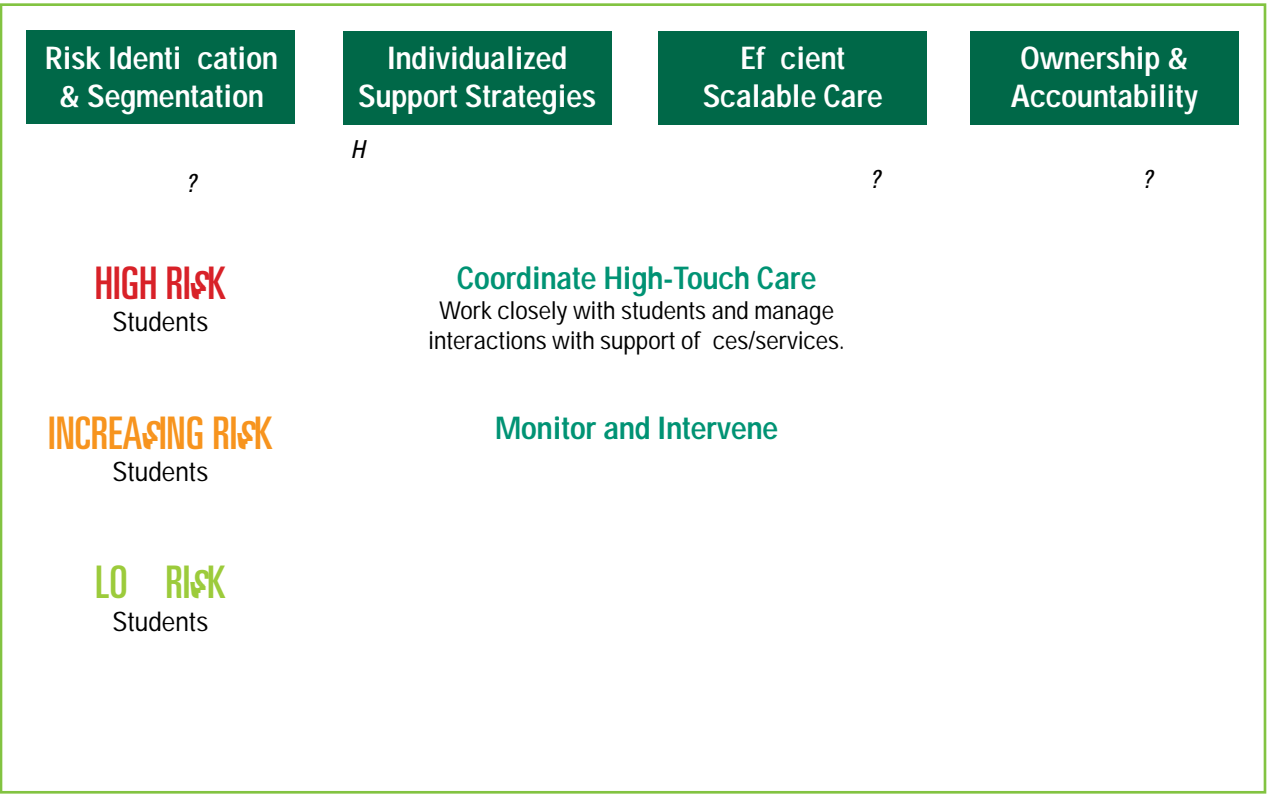 Risk Identi cation
& Segmentation
Individualized
Support Strategies
Ef cient
Scalable Care
Ownership &
Accountability
H
?
?
?
HIGH RISK
Students
Coordinate High-Touch Care
Work closely with students and manage
interactions with support of ces/services.
INCREASING RISK
Students
Monitor and Intervene
LO RISK
Students